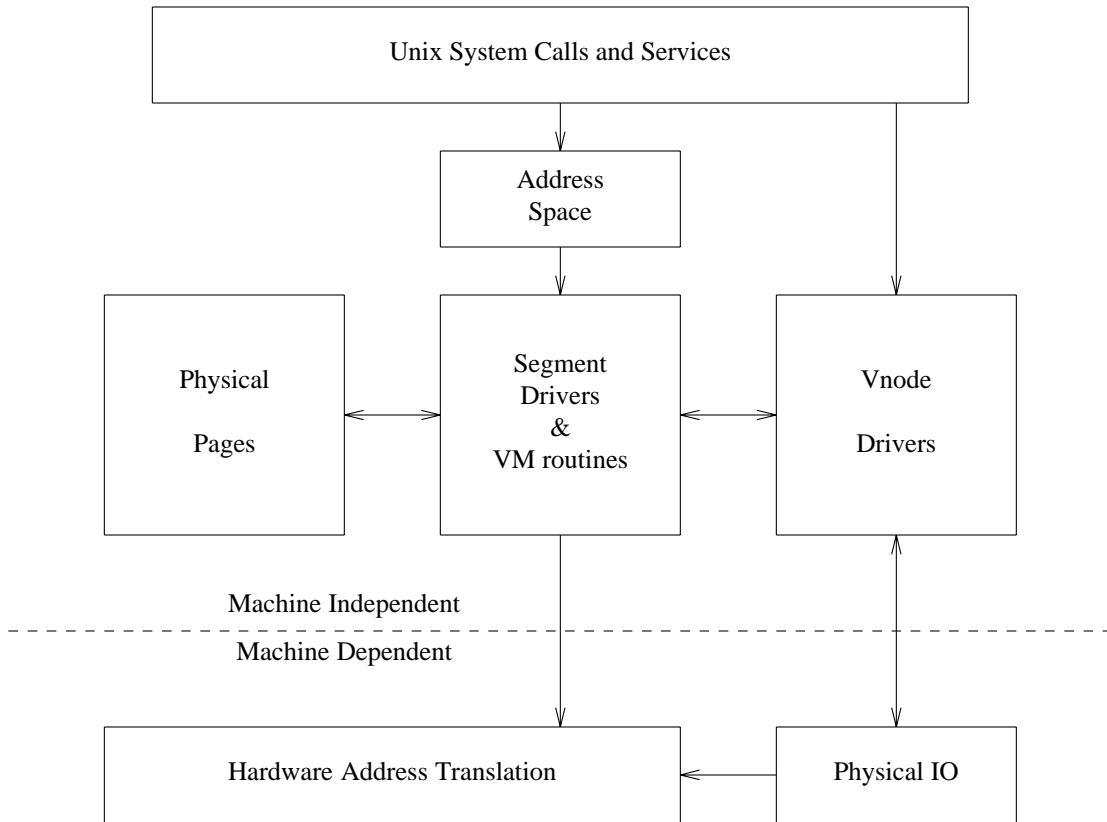 Unix System Calls and Services
Address
Space
Physical
Pages
Segment
Drivers
&
VM routines
Vnode
Drivers
Machine Independent
Machine Dependent
Hardware Address Translation
Physical IO